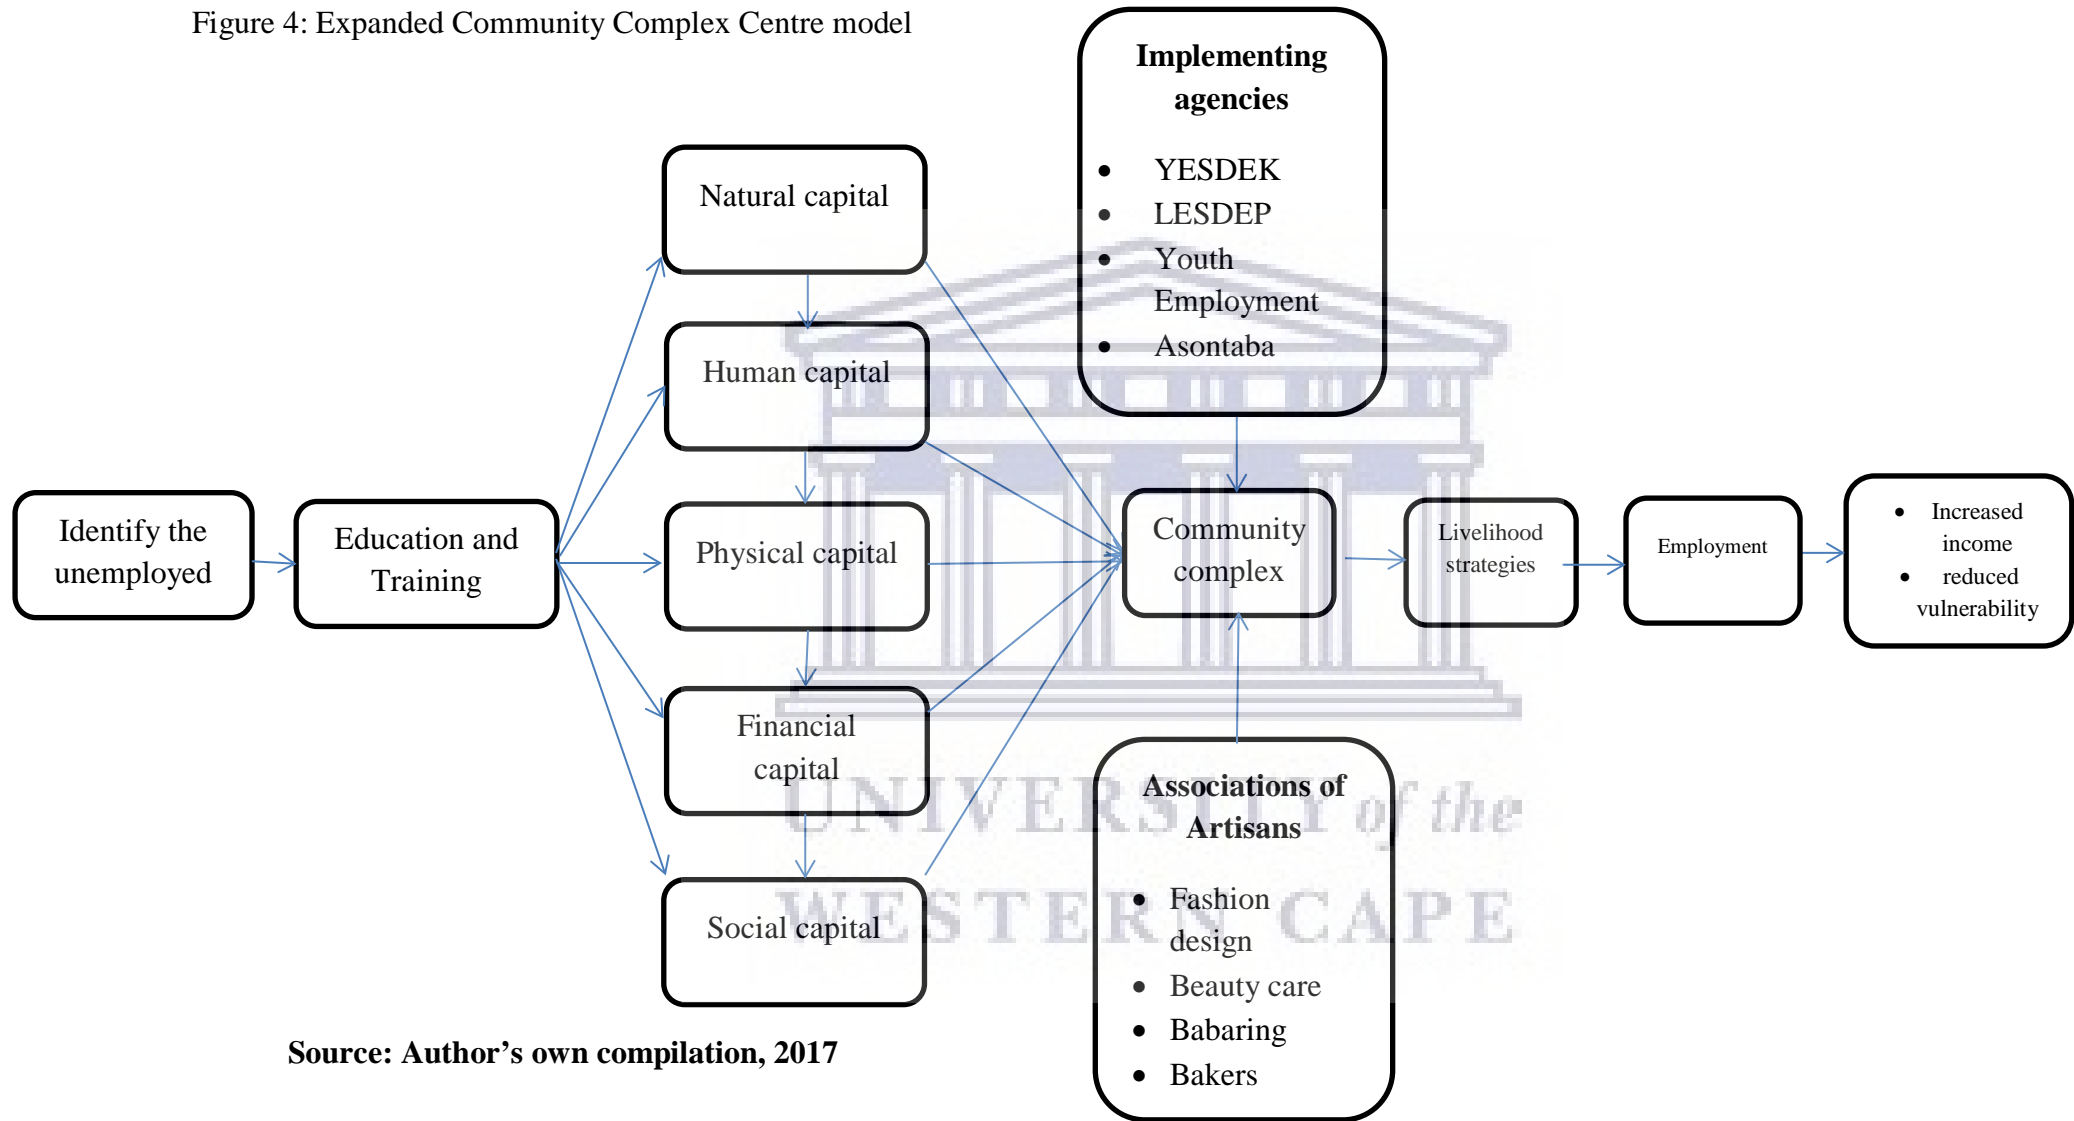 Figure 4: Expanded Community Complex Centre model
Implementing
agencies
• YESDEK
• LESDEP
• Youth
Employment
• Asontaba
Natural capital
Human capital
Physical capital
Financial
capital
Social capital
Identify the
unemployed
Education and
Training
Community
complex
Livelihood
strategies
Employment
• Increased
income
• reduced
vulnerability
Associations of
Artisans
• Fashion
design
• Beauty care
• Babaring
• Bakers
UNIVERSITY of the
WESTERN CAPE
Source: Author’s own compilation, 2017